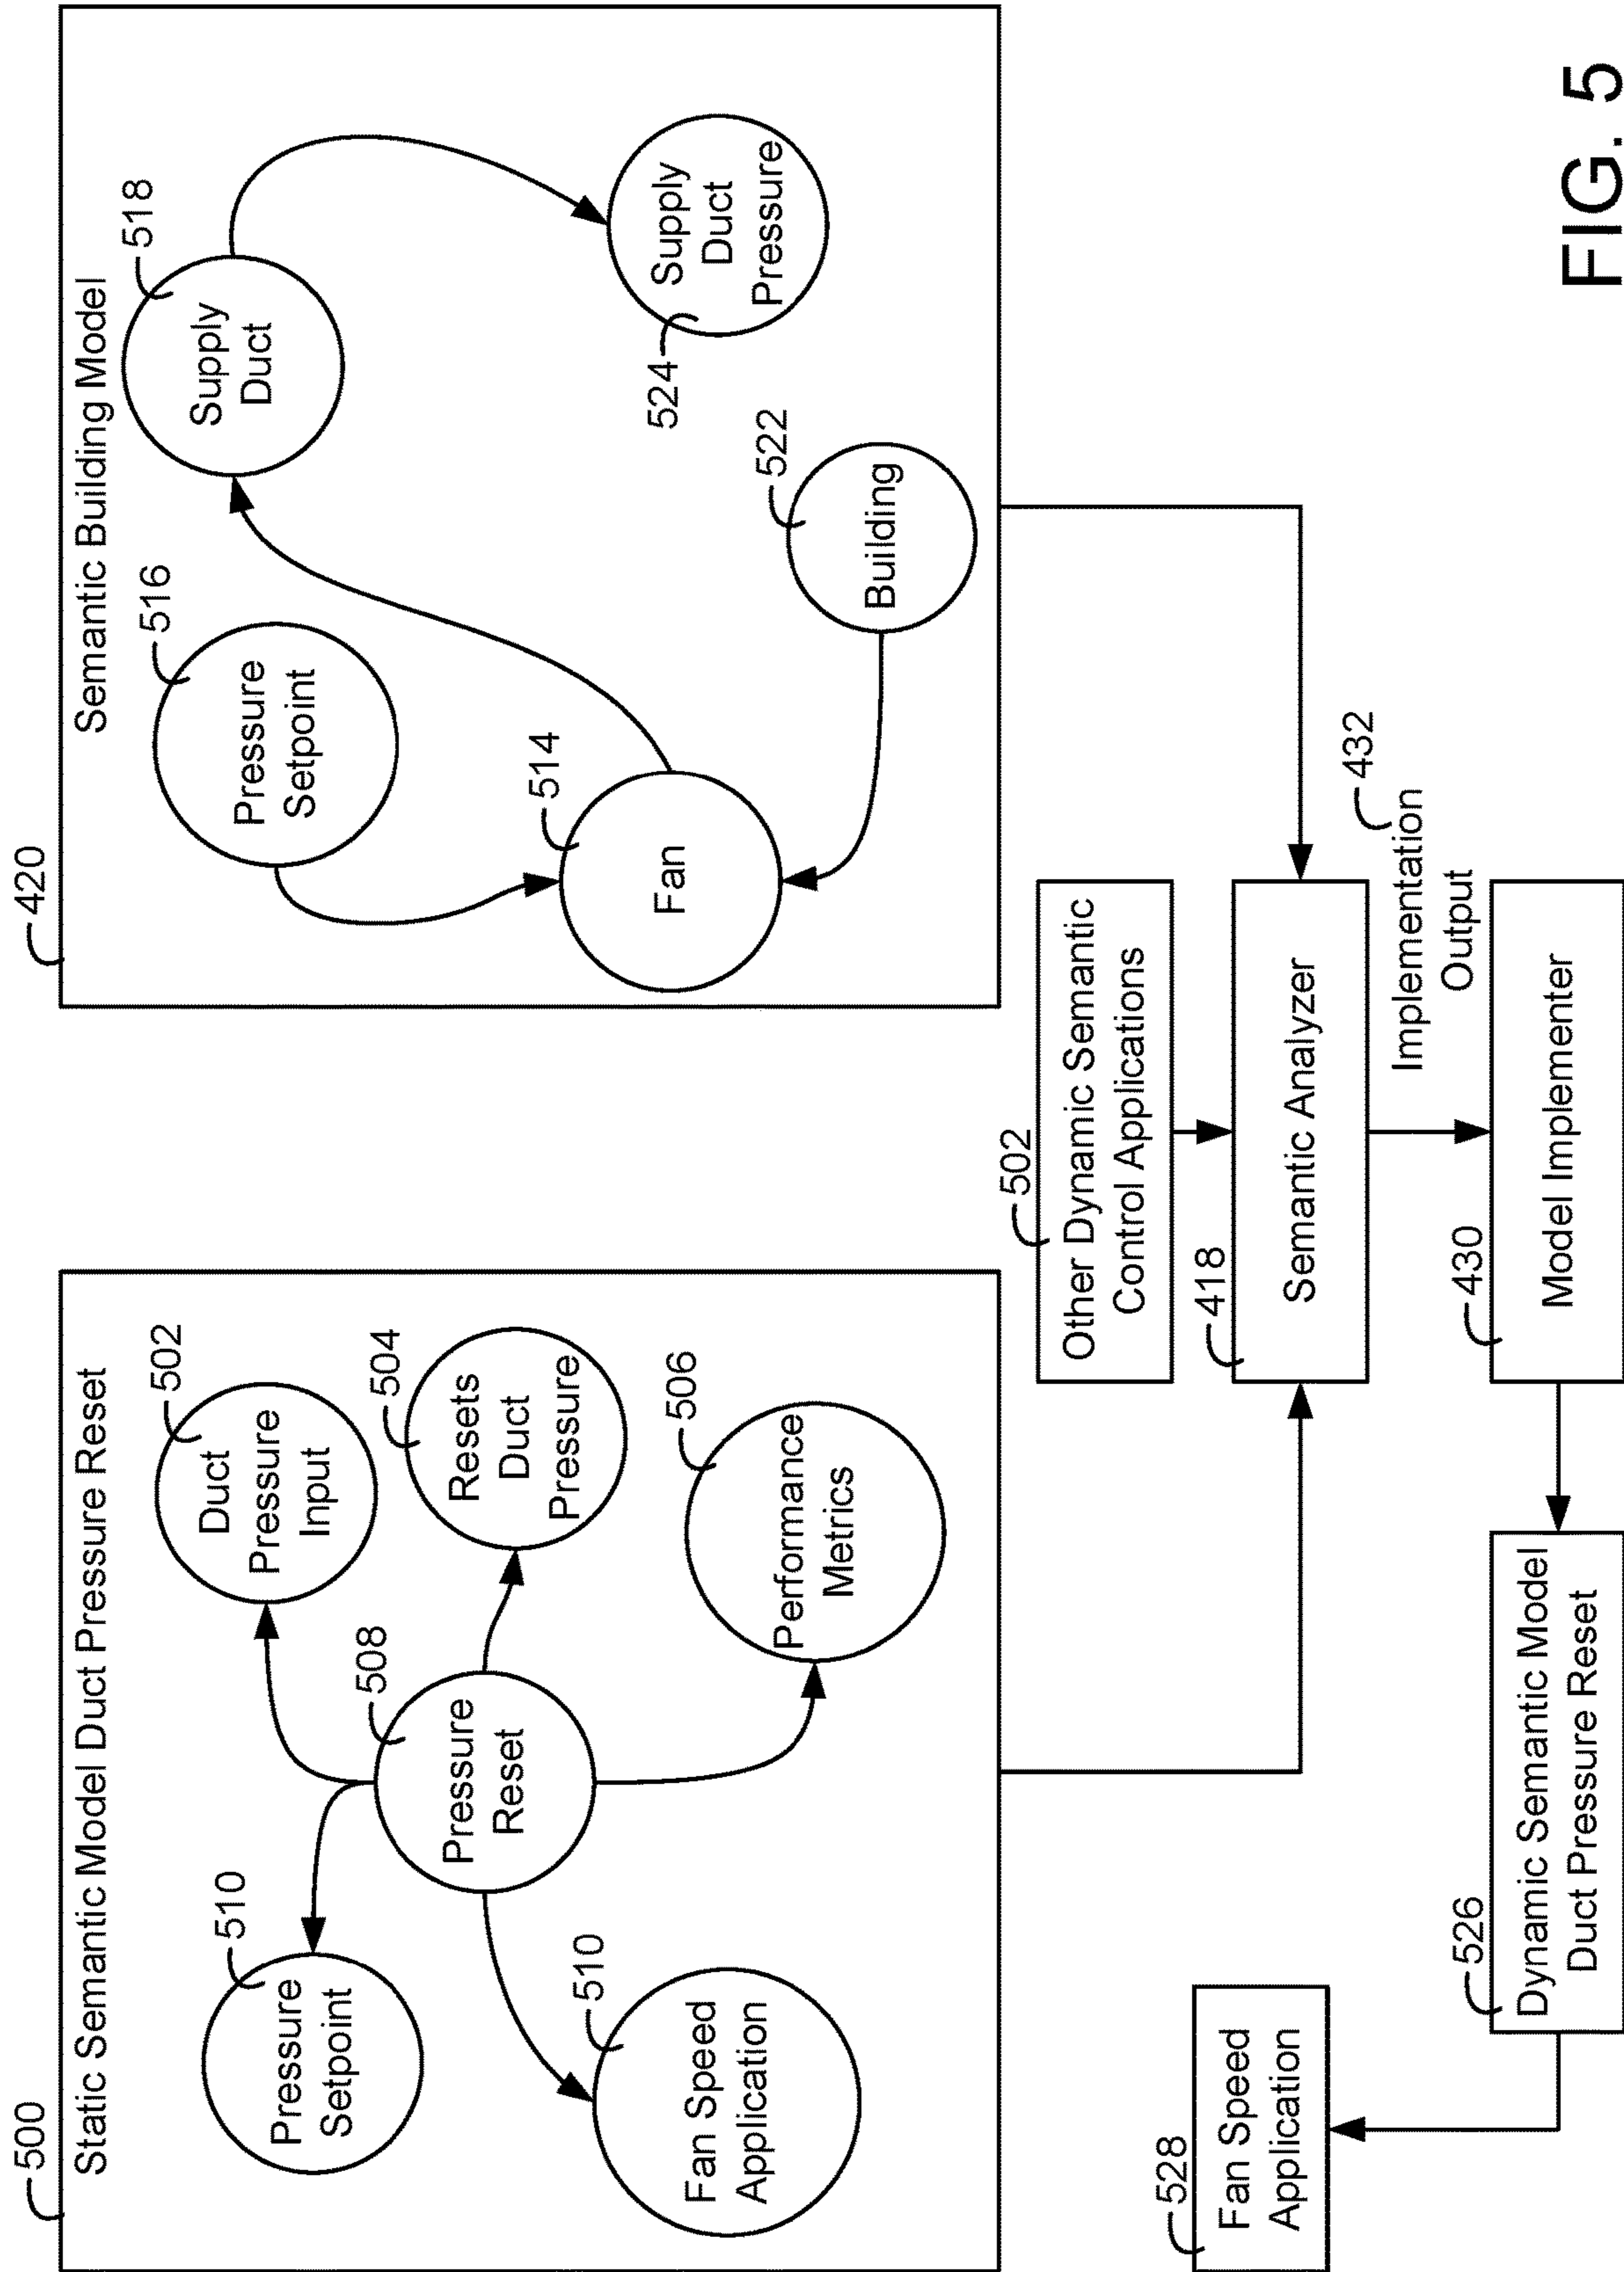 500
Static Semantic Model Duct Pressure Reset
510
Pressure
Setpoint
502
Duct
Pressure
Input
508
Pressure
Reset
504
Resets
Duct
Pressure
510
Fan Speed
Application
506
Performance
Metrics
420
Semantic Building Model
516
Pressure
Setpoint
518
Supply
Duct
514
Fan
524
Supply
Duct
Pressure
522
Building
502
Other Dynamic Semantic
Control Applications
418
Semantic Analyzer
432
Implementation
Output
430
Model Implementer
528
Fan Speed
Application
526
Dynamic Semantic Model
Duct Pressure Reset
FIG. 5